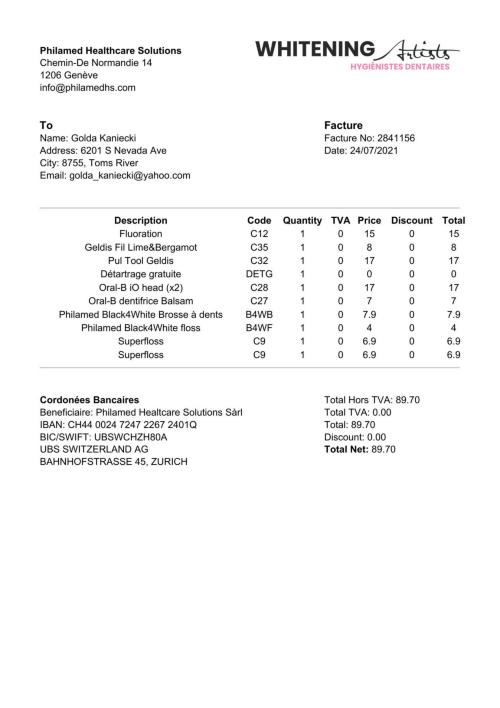 Philamed Healthcare Solutions
Chemin-De Normandie 14
1206 Genève
info@philamedhs.com
WHITENING Artists
HYGIÉNISTES DENTAIRES
To
Name: Golda Kaniecki
Address: 6201 S Nevada Ave
City: 8755, Toms River
Email: golda_kaniecki@yahoo.com
Facture
Facture No: 2841156
Date: 24/07/2021
Description Code Quantity TVA Price Discount Total
Fluoration C12 1 0 15 0 15
Geldis Fil Lime&Bergamot C35 1 0 8 0 8
Pul Tool Geldis C32 1 0 17 0 17
Détartrage gratuite DETG 1 0 0 0 0
Oral-B iO head (x2) C28 1 0 17 0 17
Oral-B dentifrice Balsam C27 1 0 7 0 7
Philamed Black4White Brosse à dents B4WB 1 0 7.9 0 7.9
Philamed Black4White floss B4WF 1 0 4 0 4
Superfloss C9 1 0 6.9 0 6.9
Superfloss C9 1 0 6.9 0 6.9
Cordonées Bancaires
Beneficiaire: Philamed Healtcare Solutions Sàrl
IBAN: CH44 0024 7247 2267 2401Q
BIC/SWIFT: UBSWCHZH80A
UBS SWITZERLAND AG
BAHNHOFSTRASSE 45, ZURICH
Total Hors TVA: 89.70
Total TVA: 0.00
Total: 89.70
Discount: 0.00
Total Net: 89.70